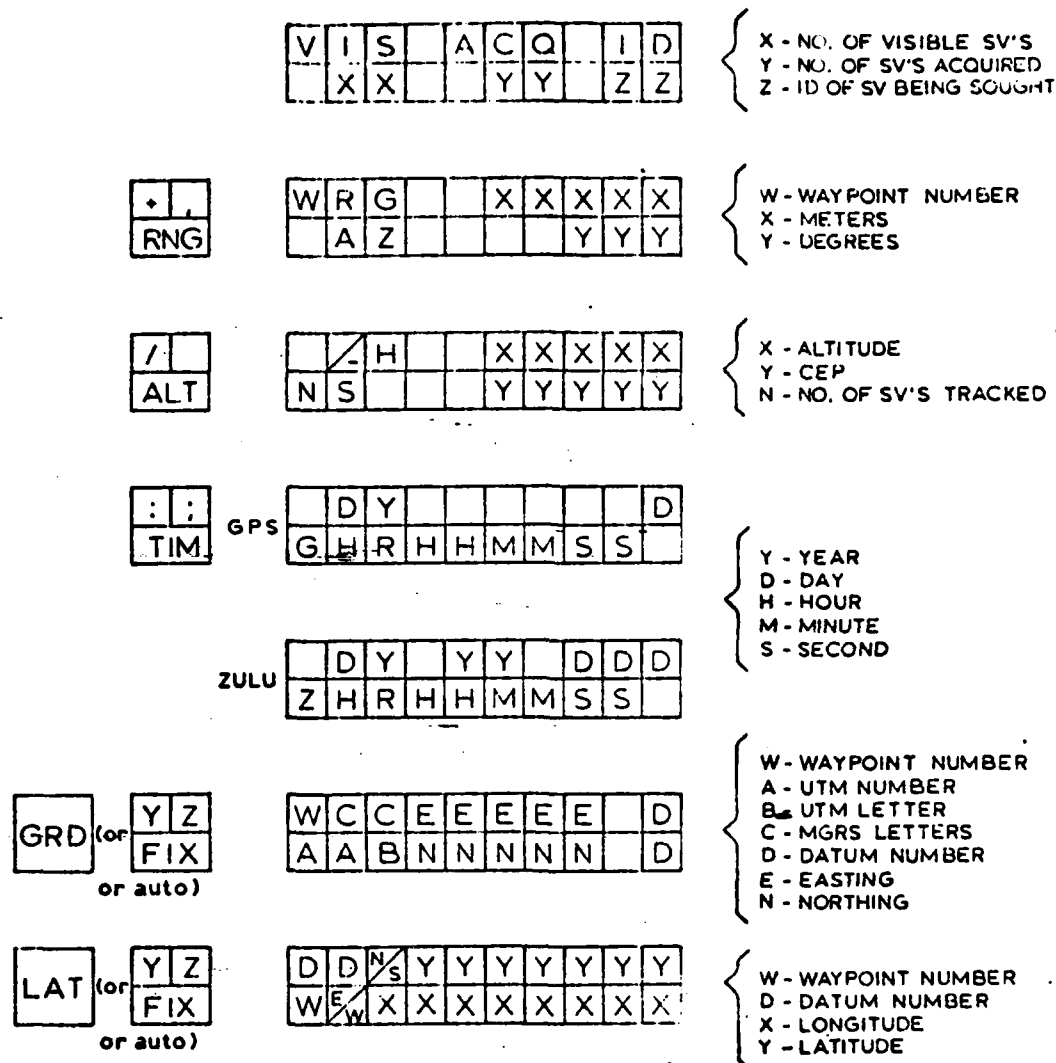 VIS ACQ ID
XX YY ZZ
X - NO. OF VISIBLE SV'S
Y - NO. OF SV'S ACQUIRED
Z - ID OF SV BEING SOUGHT
RNG
WRG XXXXX
AZ YYY
W - WAYPOINT NUMBER
X - METERS
Y - DEGREES
/
ALT
/- H XXXXX
NS YYYYY
X - ALTITUDE
Y - CEP
N - NO. OF SV'S TRACKED
: ;
TIM
GPS
DY D
GHRHHMMSS
ZULU
DY YY DDD
ZHRHHMMSS
Y - YEAR
D - DAY
H - HOUR
M - MINUTE
S - SECOND
GRD (or YZ
FIX
or auto)
WCCEEEEE D
AABNNNNN D
W - WAYPOINT NUMBER
A - UTM NUMBER
B - UTM LETTER
C - MGRS LETTERS
D - DATUM NUMBER
E - EASTING
N - NORTHING
LAT (or YZ
FIX
or auto)
DD N/S YYYYYYY
W E/W XXXXXXXX
W - WAYPOINT NUMBER
D - DATUM NUMBER
X - LONGITUDE
Y - LATITUDE